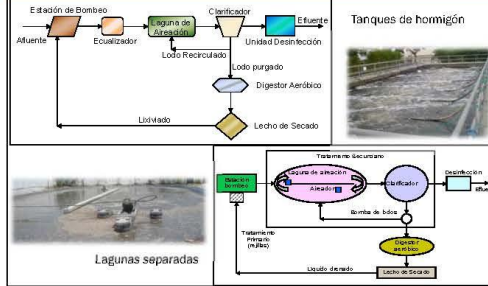 Estación de Bombeo
Afluente
Ecualizador
Laguna de
Aireación
Clarificador
Efluente
Unidad Desinfección
Lodo Recirculado
Lodo purgado
Digestor Aeróbico
Lixiviado
Lecho de Secado
Tanques de hormigón
Lagunas separadas
Tratamiento Secundario
Estación
bombeo
Laguna de aireación
Aireador
Clarificador
Desinfección
Bomba de lodos
Tratamiento
Primario
Digestor
aeróbico
Liquido drenado
Lecho de Secado